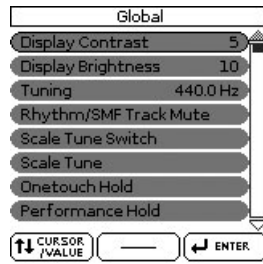 Global
Display Contrast 5
Display Brightness 10
Tuning 440.0 Hz
Rhythm/SMF Track Mute
Scale Tune Switch
Scale Tune
Onetouch Hold
Performance Hold
CURSOR
/VALUE
ENTER